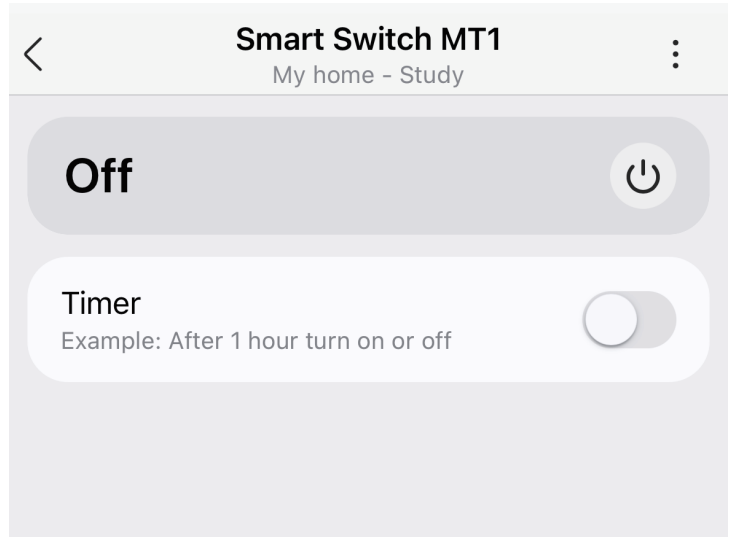 Smart Switch MT1
My home - Study
Off
Timer
Example: After 1 hour turn on or off